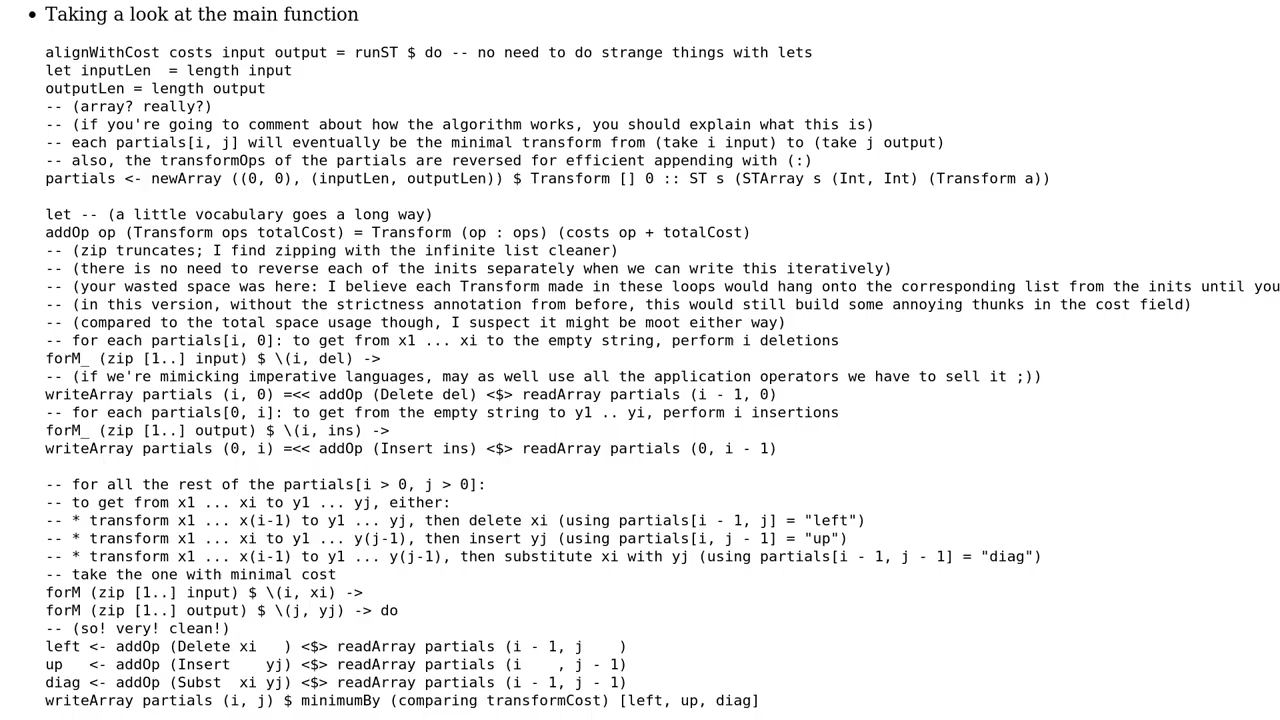 • Taking a look at the main function
alignWithCost costs input output = runST $ do -- no need to do strange things with lets
let inputLen  = length input
outputLen = length output
-- (array? really?)
-- (if you're going to comment about how the algorithm works, you should explain what this is)
-- each partials[i, j] will eventually be the minimal transform from (take i input) to (take j output)
-- also, the transformOps of the partials are reversed for efficient appending with (:)
partials <- newArray ((0, 0), (inputLen, outputLen)) $ Transform [] 0 :: ST s (STArray s (Int, Int) (Transform a))
let -- (a little vocabulary goes a long way)
addOp op (Transform ops totalCost) = Transform (op : ops) (costs op + totalCost)
-- (zip truncates; I find zipping with the infinite list cleaner)
-- (there is no need to reverse each of the inits separately when we can write this iteratively)
-- (your wasted space was here: I believe each Transform made in these loops would hang onto the corresponding list from the inits until you
-- (in this version, without the strictness annotation from before, this would still build some annoying thunks in the cost field)
-- (compared to the total space usage though, I suspect it might be moot either way)
-- for each partials[i, 0]: to get from x1 ... xi to the empty string, perform i deletions
forM_ (zip [1..] input) $ \(i, del) ->
-- (if we're mimicking imperative languages, may as well use all the application operators we have to sell it ;))
writeArray partials (i, 0) =<< addOp (Delete del) <$> readArray partials (i - 1, 0)
-- for each partials[0, i]: to get from the empty string to y1 .. yi, perform i insertions
forM_ (zip [1..] output) $ \(i, ins) ->
writeArray partials (0, i) =<< addOp (Insert ins) <$> readArray partials (0, i - 1)
-- for all the rest of the partials[i > 0, j > 0]:
-- to get from x1 ... xi to y1 ... yj, either:
-- * transform x1 ... x(i-1) to y1 ... yj, then delete xi (using partials[i - 1, j] = "left")
-- * transform x1 ... xi to y1 ... y(j-1), then insert yj (using partials[i, j - 1] = "up")
-- * transform x1 ... x(i-1) to y1 ... y(j-1), then substitute xi with yj (using partials[i - 1, j - 1] = "diag")
-- take the one with minimal cost
forM (zip [1..] input) $ \(i, xi) ->
forM (zip [1..] output) $ \(j, yj) -> do
-- (so! very! clean!)
left <- addOp (Delete xi   ) <$> readArray partials (i - 1, j    )
up   <- addOp (Insert    yj) <$> readArray partials (i    , j - 1)
diag <- addOp (Subst  xi yj) <$> readArray partials (i - 1, j - 1)
writeArray partials (i, j) $ minimumBy (comparing transformCost) [left, up, diag]